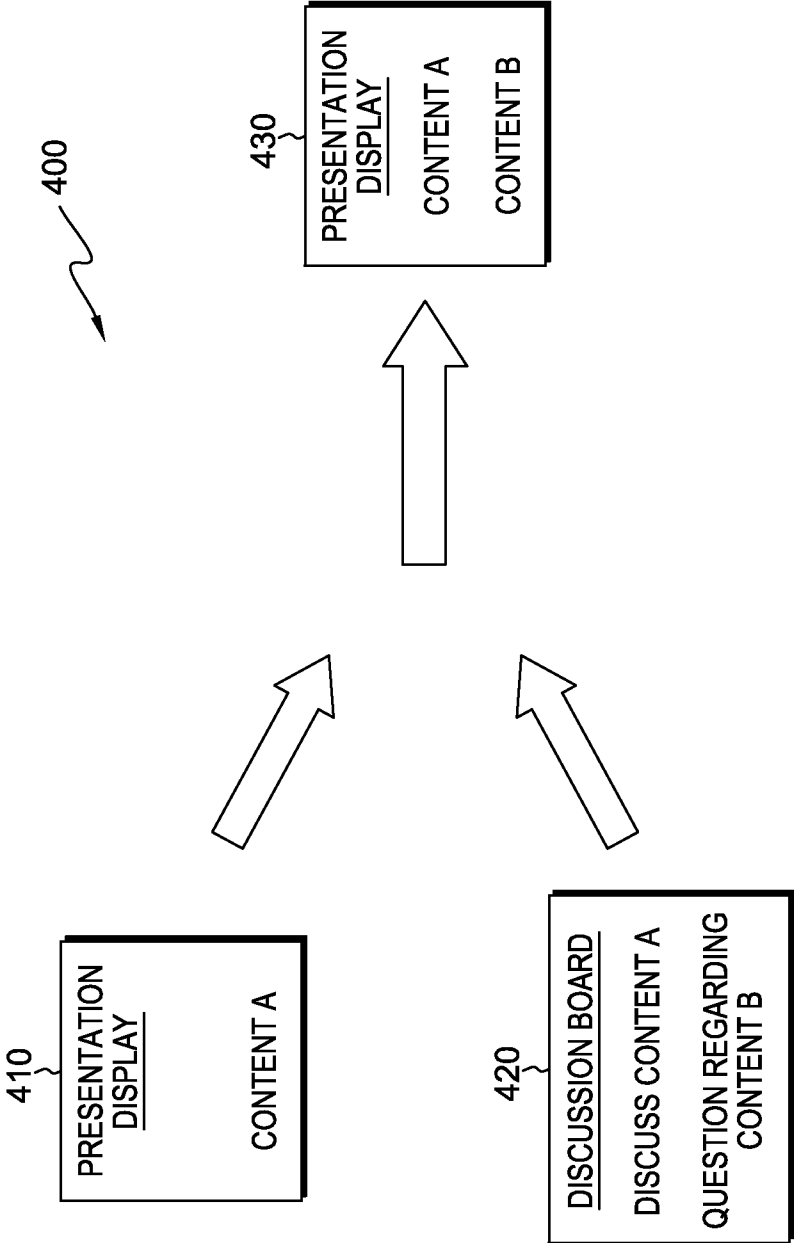 400
410
PRESENTATION
DISPLAY
CONTENT A
420
DISCUSSION BOARD
DISCUSS CONTENT A
QUESTION REGARDING
CONTENT B
430
PRESENTATION
DISPLAY
CONTENT A
CONTENT B